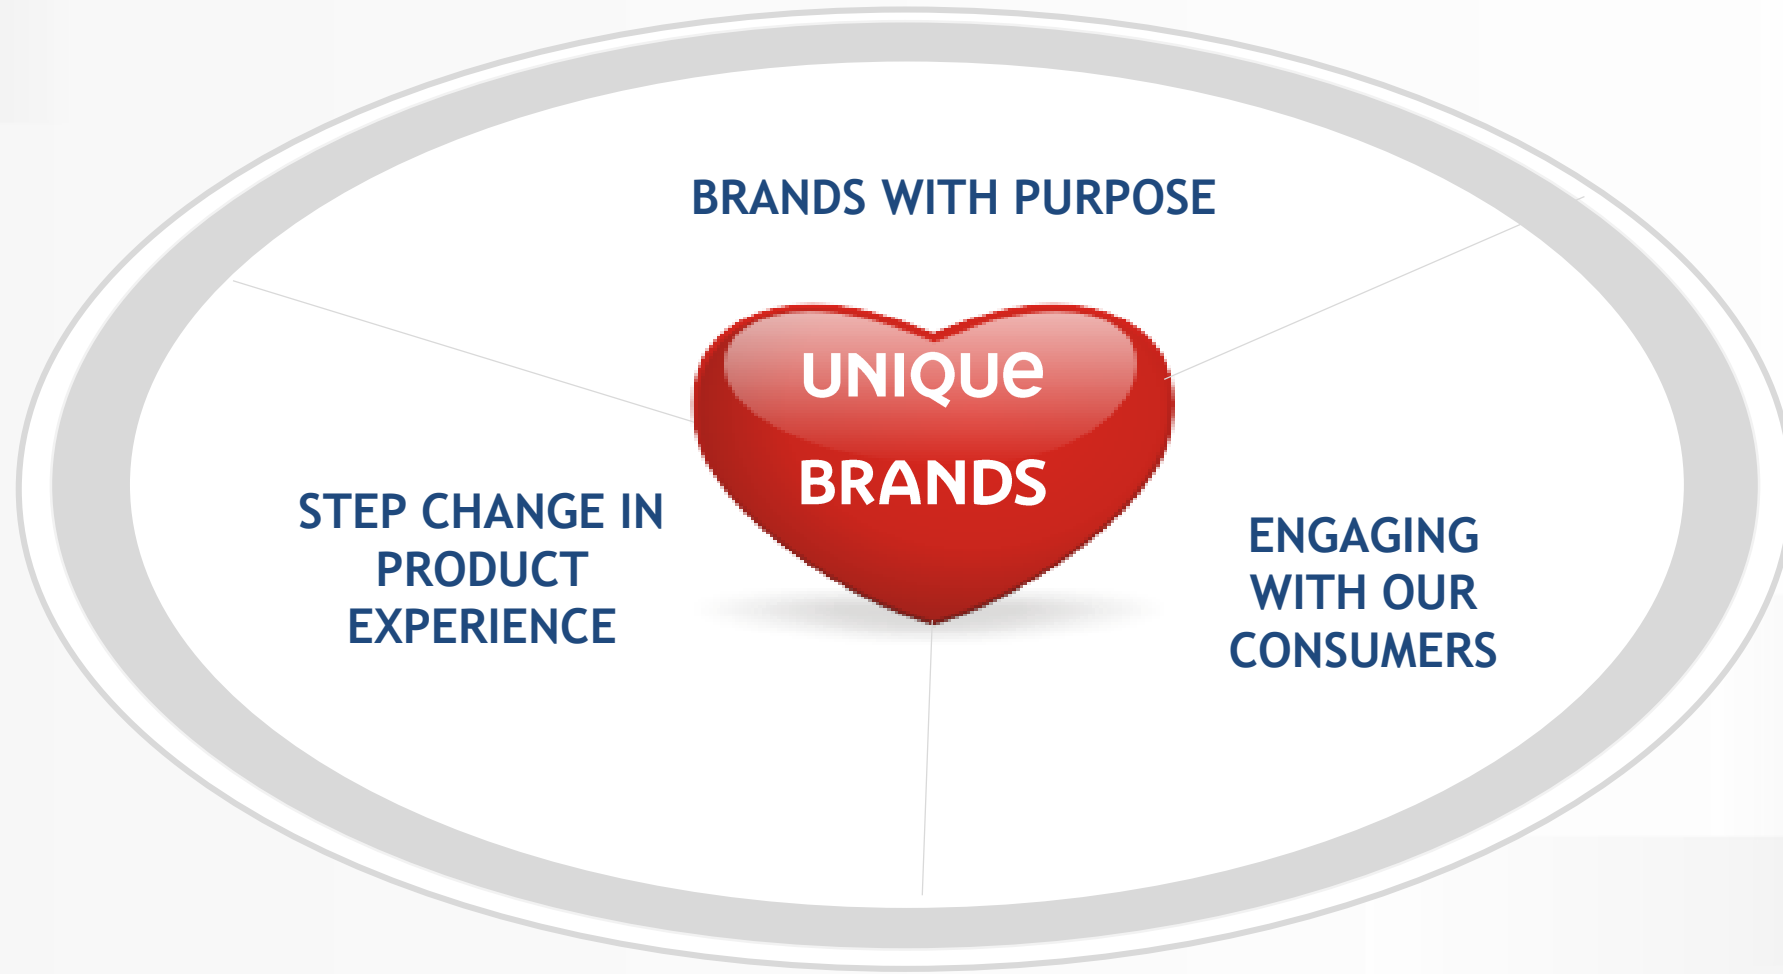 BRANDS WITH PURPOSE
UNIQUe
BRANDS
STEP CHANGE IN
PRODUCT
EXPERIENCE
ENGAGING
WITH OUR
CONSUMERS